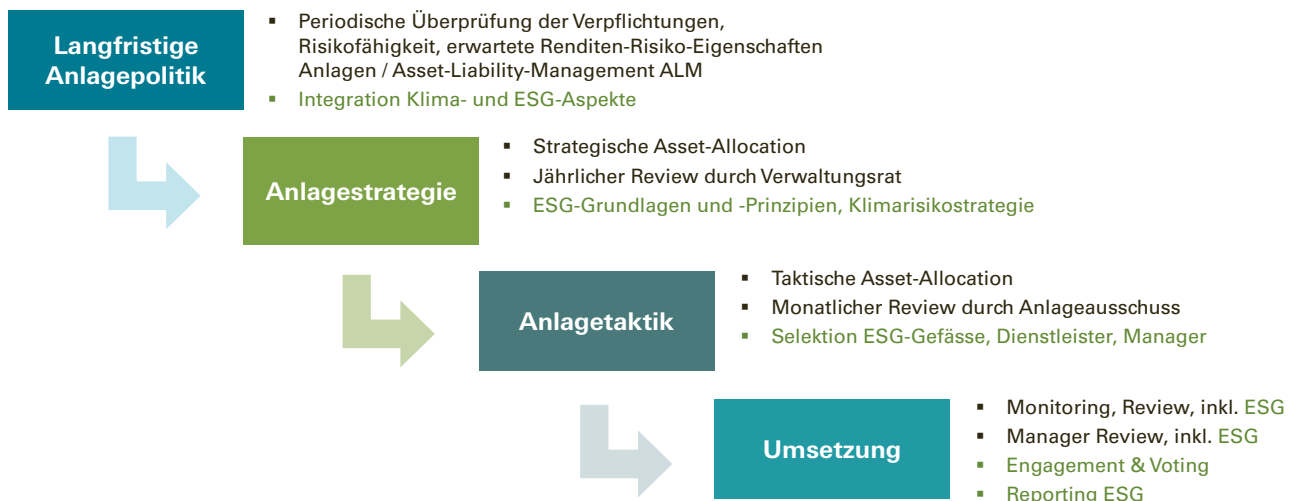 Langfristige
Anlagepolitik
▪ Periodische Überprüfung der Verpflichtungen,
Risikofähigkeit, erwartete Renditen-Risiko-Eigenschaften
Anlagen / Asset-Liability-Management ALM
▪ Integration Klima- und ESG-Aspekte
Anlagestrategie
▪ Strategische Asset-Allocation
▪ Jährlicher Review durch Verwaltungsrat
▪ ESG-Grundlagen und -Prinzipien, Klimarisikostrategie
Anlagetaktik
▪ Taktische Asset-Allocation
▪ Monatlicher Review durch Anlageausschuss
▪ Selektion ESG-Gefässe, Dienstleister, Manager
Umsetzung
▪ Monitoring, Review, inkl. ESG
▪ Manager Review, inkl. ESG
▪ Engagement & Voting
▪ Reporting ESG